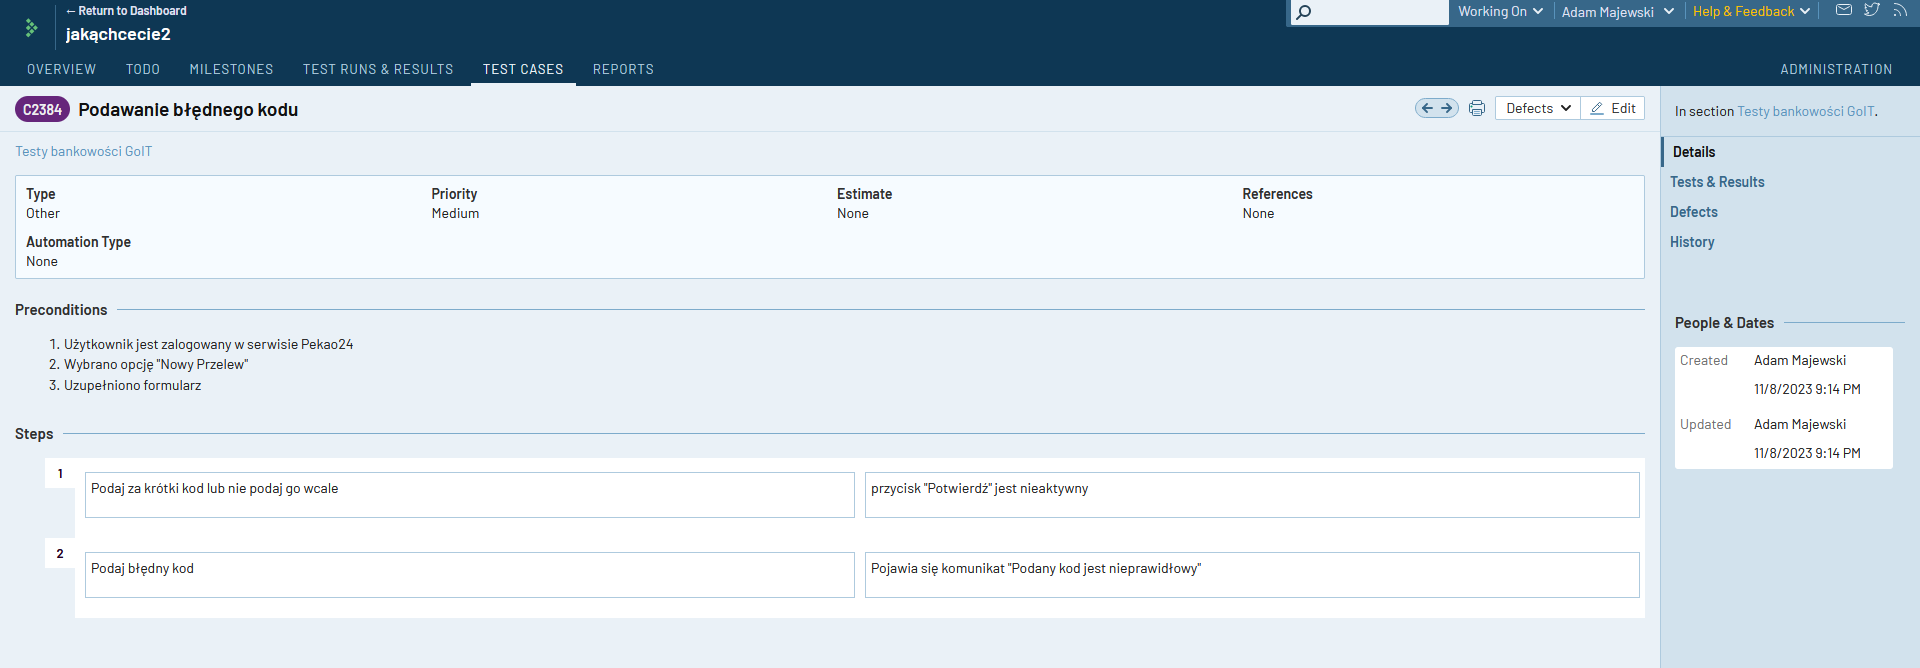 ← Return to Dashboard
jakąchcecie2
Working On
Adam Majewski
Help & Feedback
OVERVIEW TODO MILESTONES TEST RUNS & RESULTS TEST CASES REPORTS ADMINISTRATION
C2384 Podawanie błędnego kodu
Defects Edit
Testy bankowości GoIT
Type Priority Estimate References
Other Medium None None
Automation Type
None
Preconditions
1. Użytkownik jest zalogowany w serwisie Pekao24
2. Wybrano opcję "Nowy Przelew"
3. Uzupełniono formularz
Steps
1
Podaj za krótki kod lub nie podaj go wcale
przycisk "Potwierdź" jest nieaktywny
2
Podaj błędny kod
Pojawia się komunikat "Podany kod jest nieprawidłowy"
In section Testy bankowości GoIT.
Details
Tests & Results
Defects
History
People & Dates
Created Adam Majewski
11/8/2023 9:14 PM
Updated Adam Majewski
11/8/2023 9:14 PM